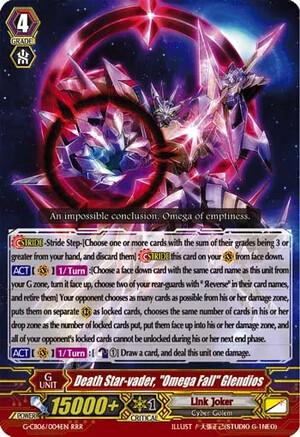 4
GRADE
An impossible conclusion. Omega of emptiness.
STRIDE -Stride Step-[Choose one or more cards with the sum of their grades being 3 or
greater from your hand, and discard them] STRIDE this card on your from face down.
ACT 1/Turn :[Choose a face down card with the same card name as this unit from
your G zone, turn it face up, choose two of your rear-guards with "Яeverse" in their card names,
and retire them] Your opponent chooses as many cards as possible from his or her damage zone,
puts them on separate as locked cards, chooses the same number of cards in his or her
drop zone as the number of locked cards put, put them face up into his or her damage zone, and
all of your opponent's locked cards cannot be unlocked during his or her next end phase.
ACT 1/Turn :[1] Draw a card, and deal this unit one damage.
G
UNIT
Death Star-vader, "Omega Fall" Glendios
POWER
15000+
1
CRITICAL
Link Joker
Cyber Golem
G-CB06/004EN RRR
ILLUST 大張正己(STUDIO G-1NEO)